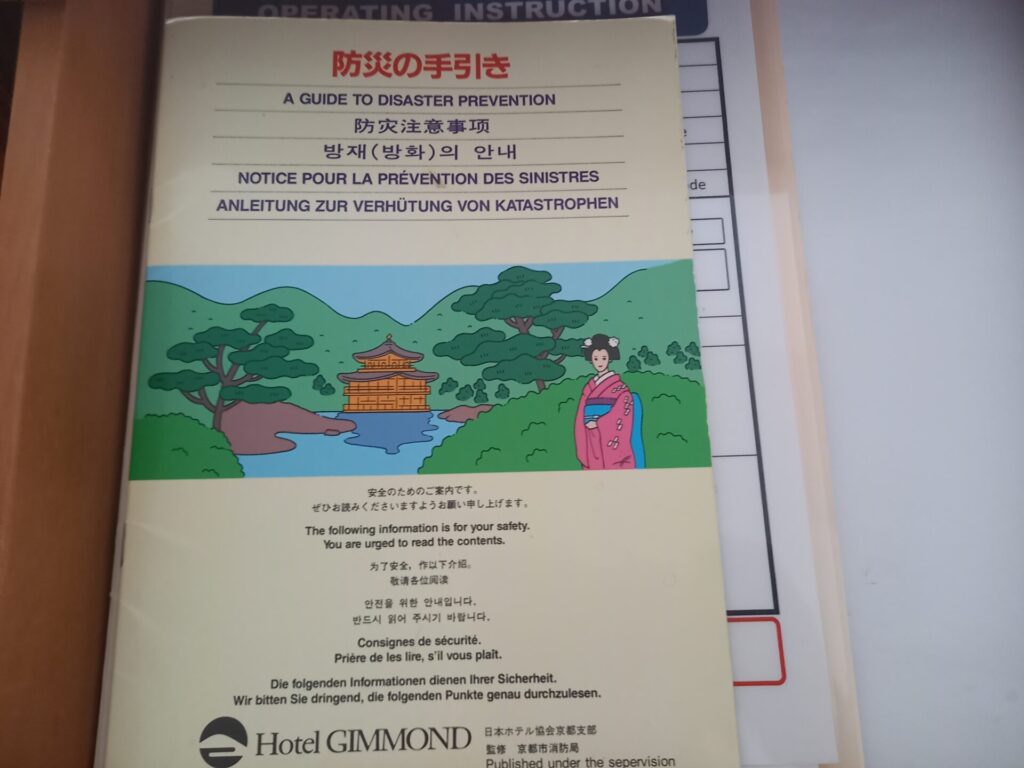 OPERATING INSTRUCTION
防災の手引き
A GUIDE TO DISASTER PREVENTION
防灾注意事项
방재(방화)의 안내
NOTICE POUR LA PRÉVENTION DES SINISTRES
ANLEITUNG ZUR VERHÜTUNG VON KATASTROPHEN
安全のためのご案内です。
ぜひお読みくださいますようお願い申し上げます。
The following information is for your safety.
You are urged to read the contents.
为了安全，作以下介绍。
敬请各位阅读
안전을 위한 안내입니다.
반드시 읽어 주시기 바랍니다.
Consignes de sécurité.
Prière de les lire, s'il vous plaît.
Die folgenden Informationen dienen Ihrer Sicherheit.
Wir bitten Sie dringend, die folgenden Punkte genau durchzulesen.
Hotel GIMMOND
日本ホテル協会京都支部
監修 京都市消防局
Published under the sepervision